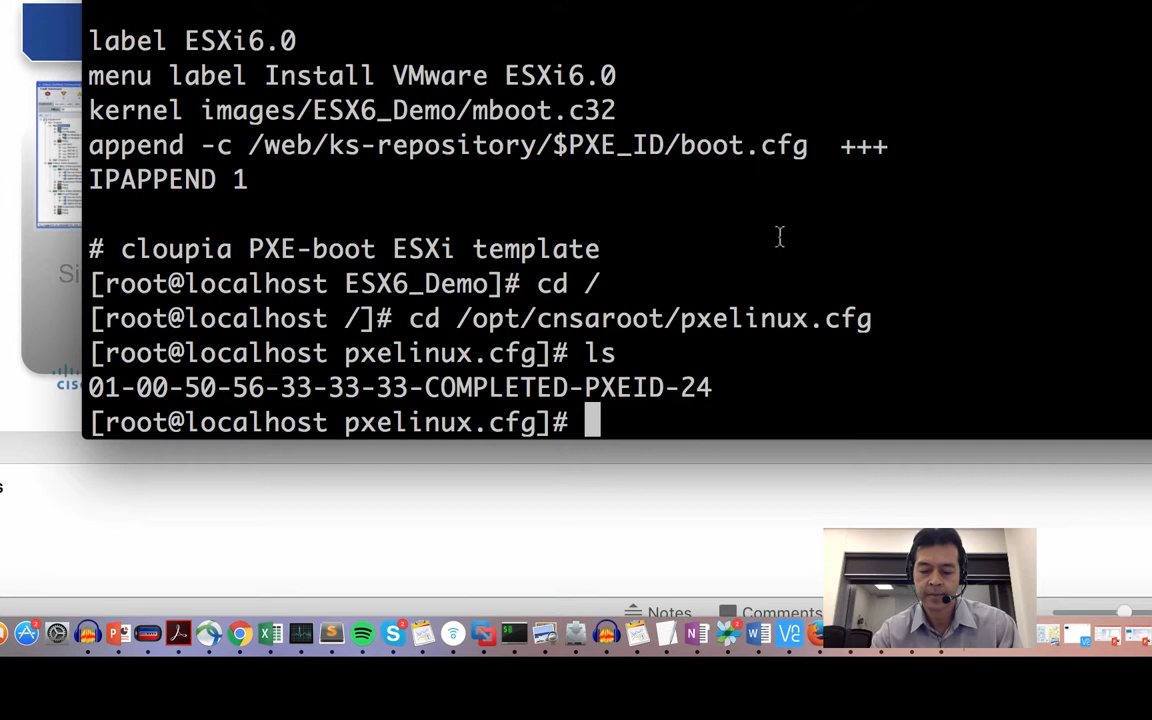 label ESXi6.0
menu label Install VMware ESXi6.0
kernel images/ESX6_Demo/mboot.c32
append -c /web/ks-repository/$PXE_ID/boot.cfg  +++
IPAPPEND 1
# cloupia PXE-boot ESXi template
[root@localhost ESX6_Demo]# cd /
[root@localhost /]# cd /opt/cnsaroot/pxelinux.cfg
[root@localhost pxelinux.cfg]# ls
01-00-50-56-33-33-33-COMPLETED-PXEID-24
[root@localhost pxelinux.cfg]#
Si
CISC
s
Notes
Comments